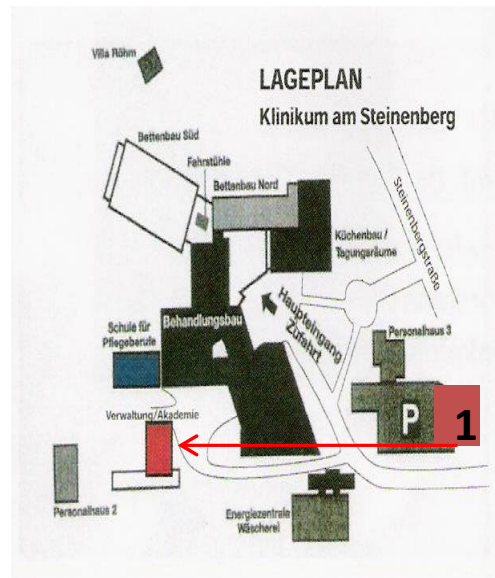 Villa Röhm
LAGEPLAN
Klinikum am Steinenberg
Bettenbau Süd
Fahrstühle
Bettenbau Nord
Steinenbergstraße
Küchenbau /
Tagungsräume
Haupteingang
Zufahrt
Behandlungsbau
Schule für
Pflegeberufe
Personalhaus 3
P
1
Verwaltung/Akademie
Personalhaus 2
Energiezentrale
Wäscherei